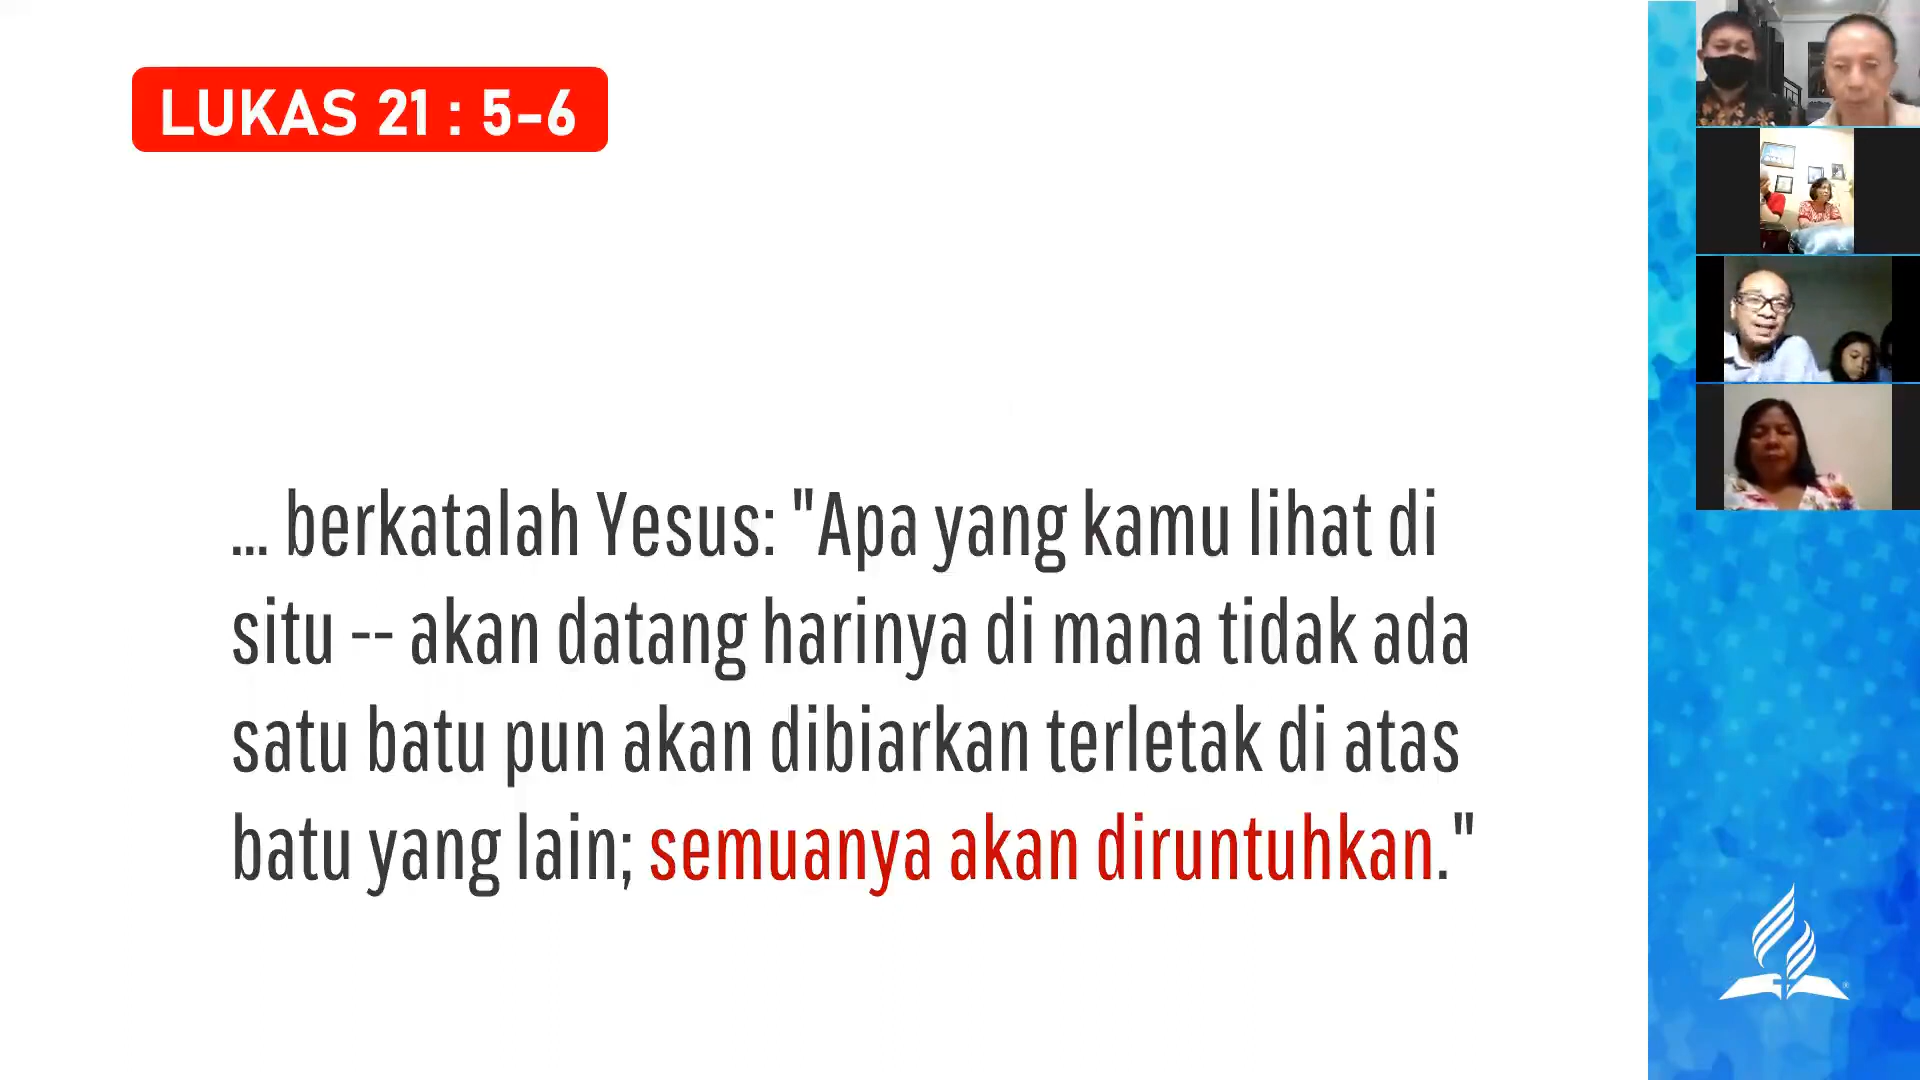 LUKAS 21 : 5-6
... berkatalah Yesus: "Apa yang kamu lihat di
situ -- akan datang harinya di mana tidak ada
satu batu pun akan dibiarkan terletak di atas
batu yang lain; semuanya akan diruntuhkan."